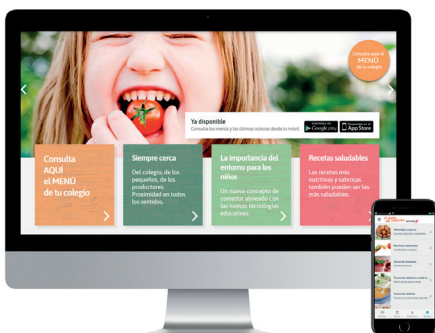 Consulta aquí el
MENÚ
de tu colegio
Ya disponible
Consulta los menús y las últimas noticias desde tu móvil.
Google play
App Store
Consulta
AQUÍ
el MENÚ
de tu colegio
Siempre cerca
Del colegio, de los
pequeños, de los
productores.
Proximidad en todos
los sentidos.
La importancia del
entorno para los
niños
Un nuevo concepto de
comedor alineado con
las nuevas tecnologías
educativas.
Recetas saludables
Las recetas más
nutritivas y sabrosas
también pueden ser las
más saludables.